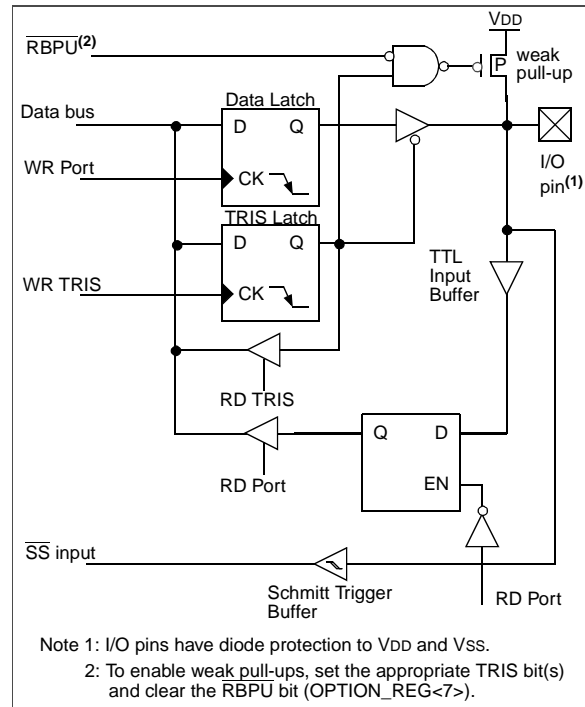 VDD
RBPU(2)
P
weak
pull-up
Data bus
Data Latch
D Q
WR Port
CK
I/O
pin(1)
TRIS Latch
D Q
TTL
Input
Buffer
WR TRIS
CK
RD TRIS
Q D
RD Port
EN
SS input
Schmitt Trigger
Buffer
RD Port
Note 1: I/O pins have diode protection to VDD and VSS.
2: To enable weak pull-ups, set the appropriate TRIS bit(s)
and clear the RBPU bit (OPTION_REG<7>).